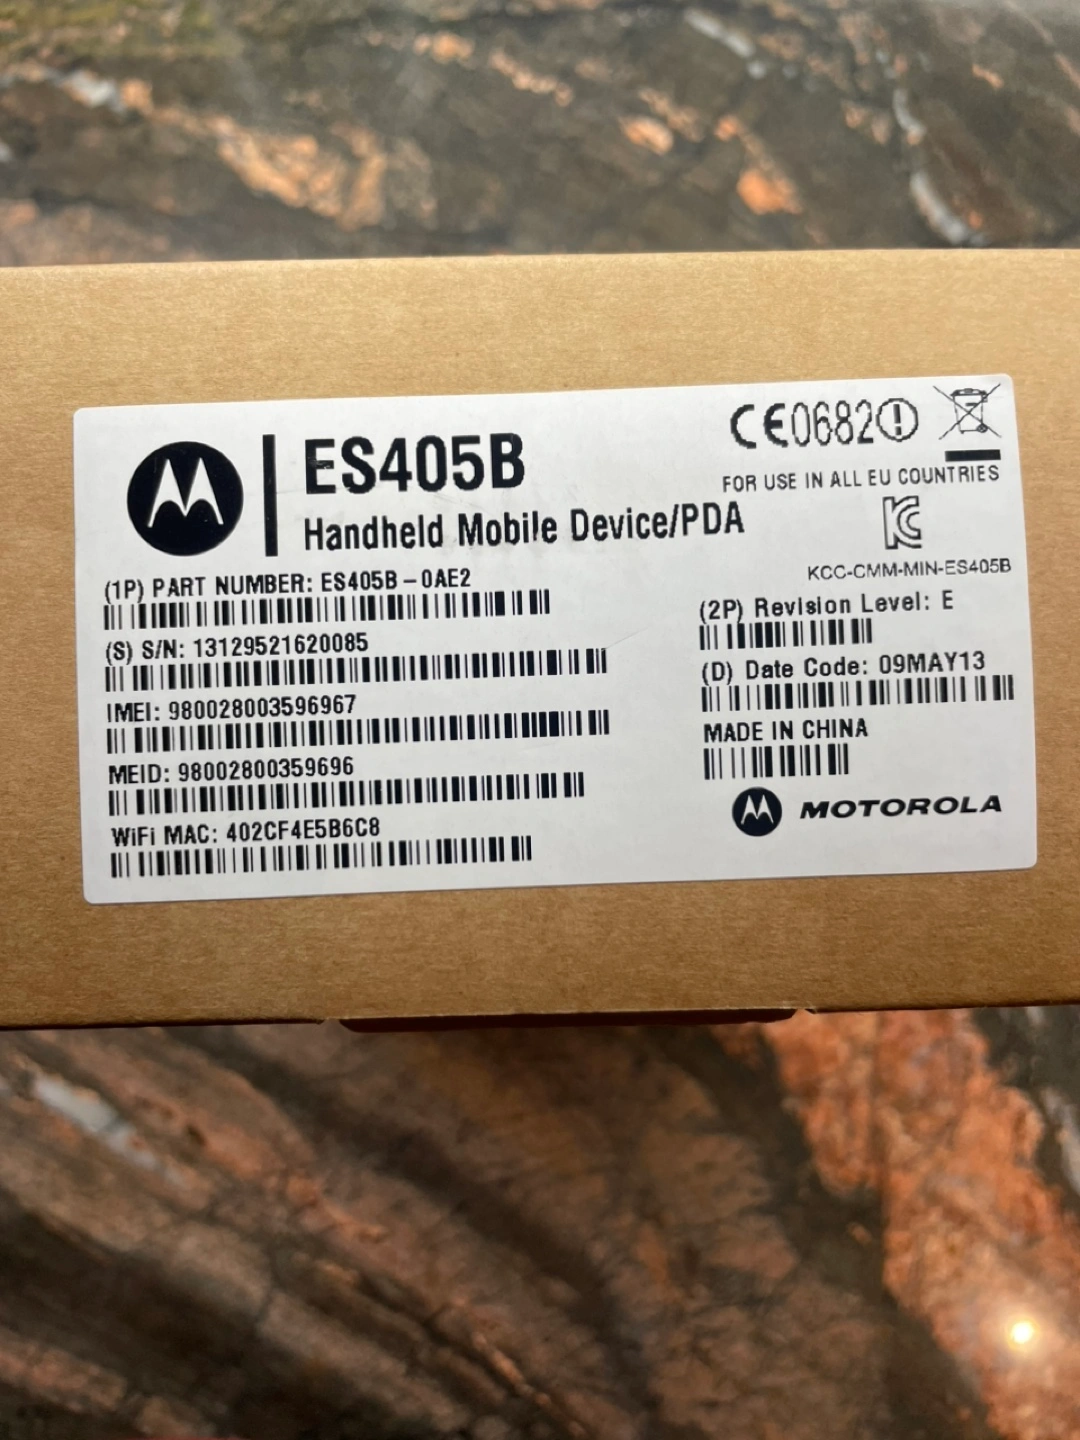 ES405B
Handheld Mobile Device/PDA
CE0682
FOR USE IN ALL EU COUNTRIES
KCC-CMM-MIN-ES405B
(1P) PART NUMBER: ES405B-0AE2
(S) S/N: 13129521620085
IMEI: 980028003596967
MEID: 98002800359696
WiFi MAC: 402CF4E5B6C8
(2P) Revision Level: E
(D) Date Code: 09MAY13
MADE IN CHINA
MOTOROLA